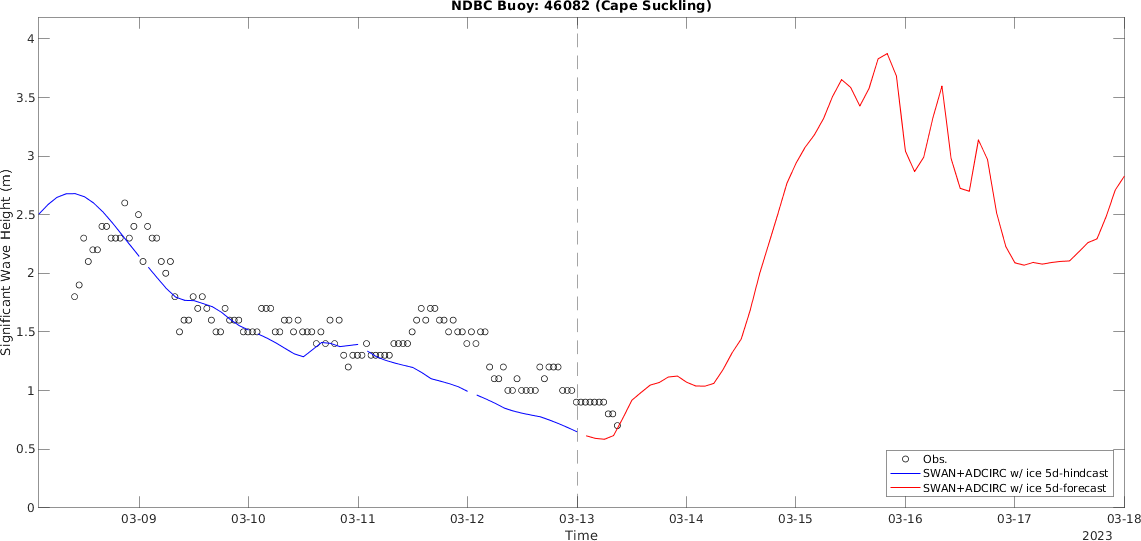 NDBC Buoy: 46082 (Cape Suckling)
Significant Wave Height (m)
4
3.5
3
2.5
2
1.5
1
0.5
0
Obs.
SWAN+ADCIRC w/ ice 5d-hindcast
SWAN+ADCIRC w/ ice 5d-forecast
03-09 03-10 03-11 03-12 03-13 03-14 03-15 03-16 03-17 03-18
Time
2023